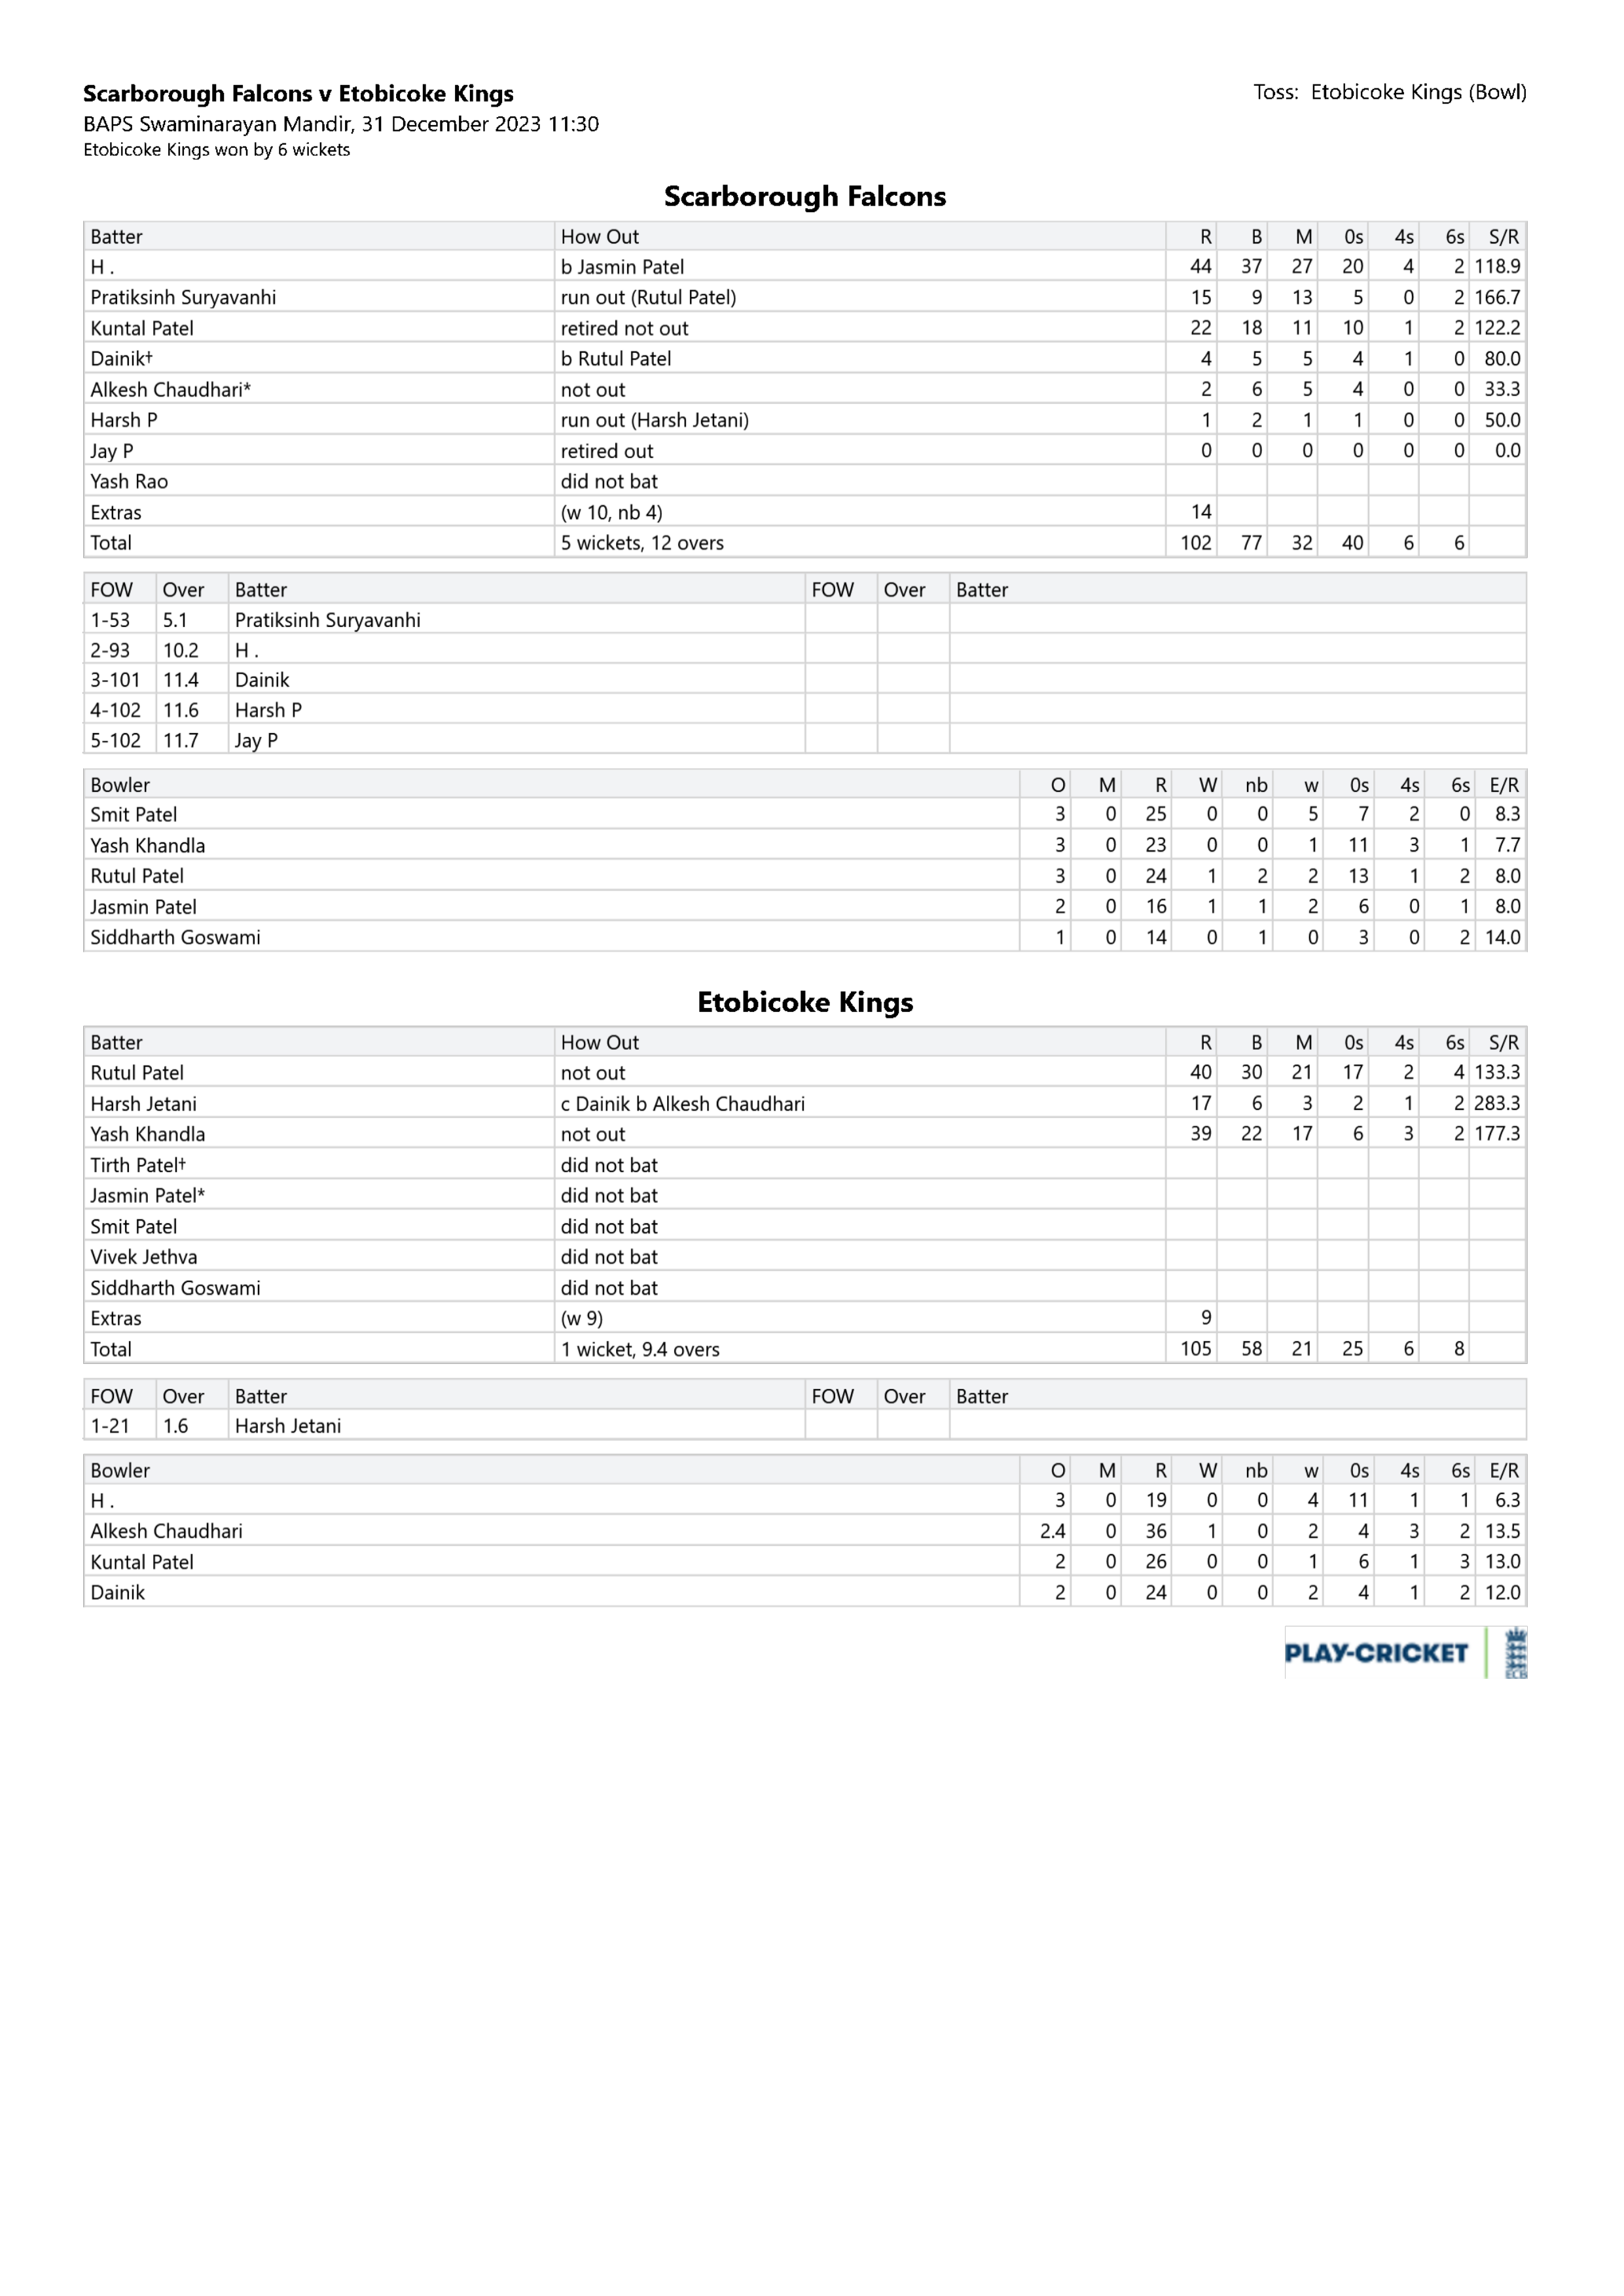 Scarborough Falcons v Etobicoke Kings
Toss: Etobicoke Kings (Bowl)
BAPS Swaminarayan Mandir, 31 December 2023 11:30
Etobicoke Kings won by 6 wickets
Scarborough Falcons
Batter How Out R B M 0s 4s 6s S/R
H . b Jasmin Patel 44 37 27 20 4 2 118.9
Pratiksinh Suryavanhi run out (Rutul Patel) 15 9 13 5 0 2 166.7
Kuntal Patel retired not out 22 18 11 10 1 2 122.2
Dainik† b Rutul Patel 4 5 5 4 1 0 80.0
Alkesh Chaudhari* not out 2 6 5 4 0 0 33.3
Harsh P run out (Harsh Jetani) 1 2 1 1 0 0 50.0
Jay P retired out 0 0 0 0 0 0 0.0
Yash Rao did not bat
Extras (w 10, nb 4) 14
Total 5 wickets, 12 overs 102 77 32 40 6 6
FOW Over Batter FOW Over Batter
1-53 5.1 Pratiksinh Suryavanhi
2-93 10.2 H .
3-101 11.4 Dainik
4-102 11.6 Harsh P
5-102 11.7 Jay P
Bowler O M R W nb w 0s 4s 6s E/R
Smit Patel 3 0 25 0 0 5 7 2 0 8.3
Yash Khandla 3 0 23 0 0 1 11 3 1 7.7
Rutul Patel 3 0 24 1 2 2 13 1 2 8.0
Jasmin Patel 2 0 16 1 1 2 6 0 1 8.0
Siddharth Goswami 1 0 14 0 1 0 3 0 2 14.0
Etobicoke Kings
Batter How Out R B M 0s 4s 6s S/R
Rutul Patel not out 40 30 21 17 2 4 133.3
Harsh Jetani c Dainik b Alkesh Chaudhari 17 6 3 2 1 2 283.3
Yash Khandla not out 39 22 17 6 3 2 177.3
Tirth Patel† did not bat
Jasmin Patel* did not bat
Smit Patel did not bat
Vivek Jethva did not bat
Siddharth Goswami did not bat
Extras (w 9) 9
Total 1 wicket, 9.4 overs 105 58 21 25 6 8
FOW Over Batter FOW Over Batter
1-21 1.6 Harsh Jetani
Bowler O M R W nb w 0s 4s 6s E/R
H . 3 0 19 0 0 4 11 1 1 6.3
Alkesh Chaudhari 2.4 0 36 1 0 2 4 3 2 13.5
Kuntal Patel 2 0 26 0 0 1 6 1 3 13.0
Dainik 2 0 24 0 0 2 4 1 2 12.0
PLAY-CRICKET
ECB